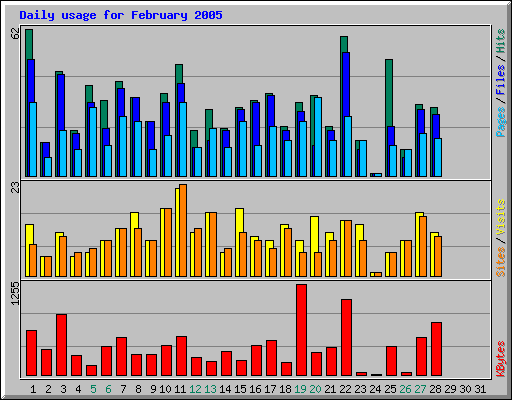 Daily usage for February 2005
62
Pages / Files / Hits
23
Sites / Visits
1255
KBytes
1 2 3 4 5 6 7 8 9 10 11 12 13 14 15 16 17 18 19 20 21 22 23 24 25 26 27 28 29 30 31